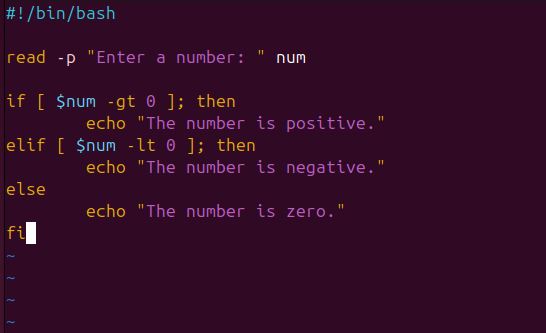 #!/bin/bash

read -p "Enter a number: " num

if [ $num -gt 0 ]; then
        echo "The number is positive."
elif [ $num -lt 0 ]; then
        echo "The number is negative."
else
        echo "The number is zero."
fi
~
~
~
~